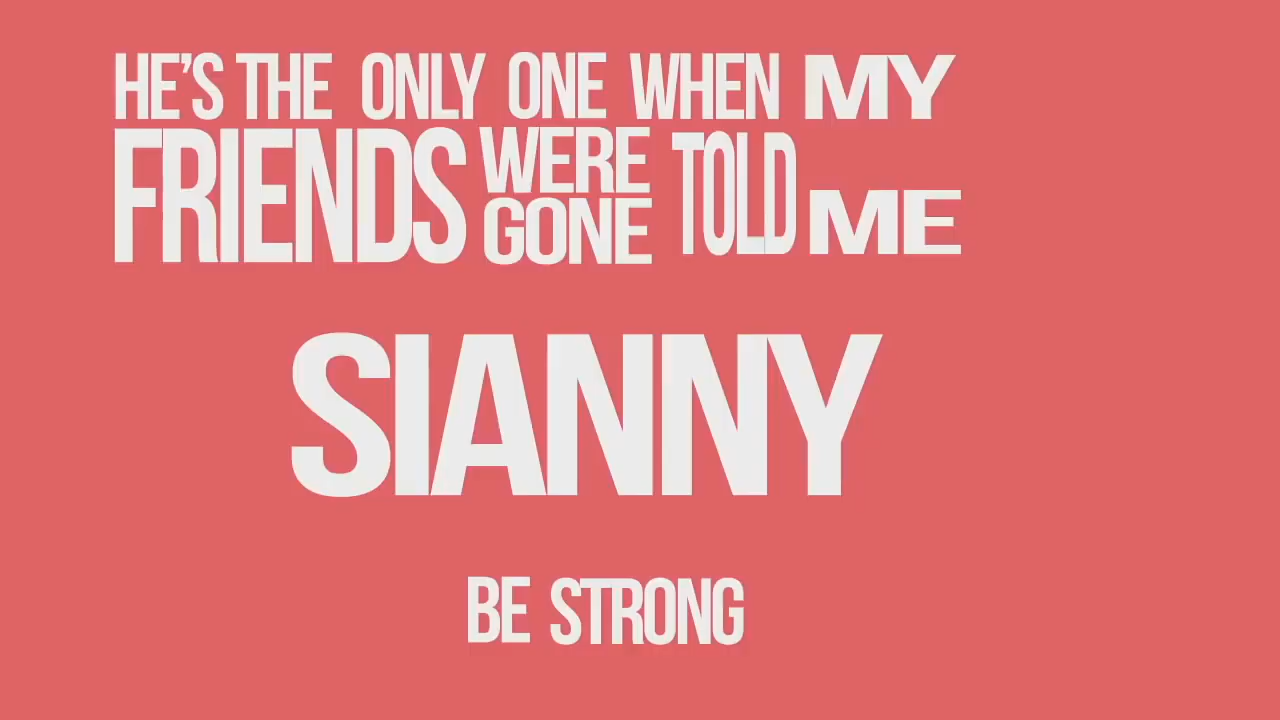 HE'S THE ONLY ONE WHEN MY
FRIENDS WERE GONE TOLD ME
SIANNY
BE STRONG